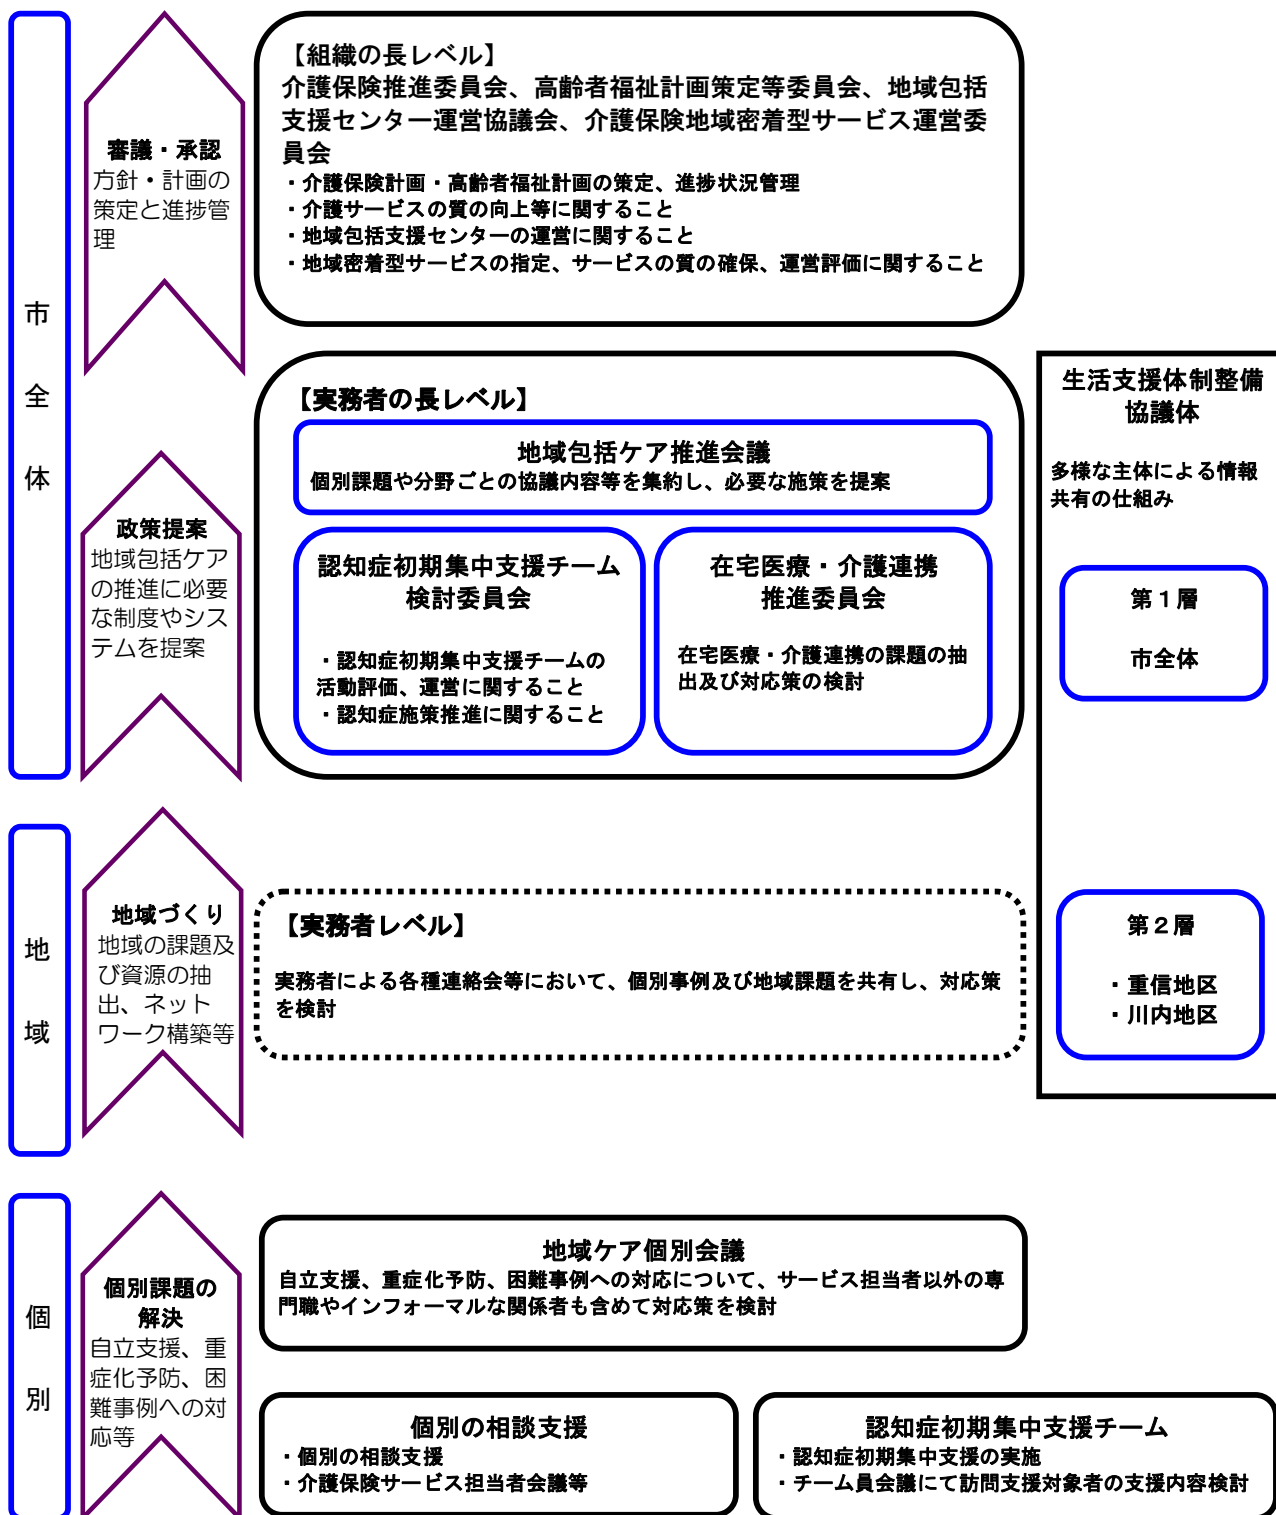 市
全
体
審議・承認
方針・計画の
策定と進捗管
理
【組織の長レベル】
介護保険推進委員会、高齢者福祉計画策定等委員会、地域包括
支援センター運営協議会、介護保険地域密着型サービス運営委
員会
・介護保険計画・高齢者福祉計画の策定、進捗状況管理
・介護サービスの質の向上等に関すること
・地域包括支援センターの運営に関すること
・地域密着型サービスの指定、サービスの質の確保、運営評価に関すること
政策提案
地域包括ケア
の推進に必要
な制度やシス
テムを提案
【実務者の長レベル】
地域包括ケア推進会議
個別課題や分野ごとの協議内容等を集約し、必要な施策を提案
認知症初期集中支援チーム
検討委員会
・認知症初期集中支援チームの
活動評価、運営に関すること
・認知症施策推進に関すること
在宅医療・介護連携
推進委員会
在宅医療・介護連携の課題の抽
出及び対応策の検討
生活支援体制整備
協議体
多様な主体による情報
共有の仕組み
第1層
市全体
地
域
地域づくり
地域の課題及
び資源の抽
出、ネット
ワーク構築等
【実務者レベル】
実務者による各種連絡会等において、個別事例及び地域課題を共有し、対応策
を検討
第2層
・重信地区
・川内地区
個
別
個別課題の
解決
自立支援、重
症化予防、困
難事例への対
応等
地域ケア個別会議
自立支援、重症化予防、困難事例への対応について、サービス担当者以外の専
門職やインフォーマルな関係者も含めて対応策を検討
個別の相談支援
・個別の相談支援
・介護保険サービス担当者会議等
認知症初期集中支援チーム
・認知症初期集中支援の実施
・チーム員会議にて訪問支援対象者の支援内容検討